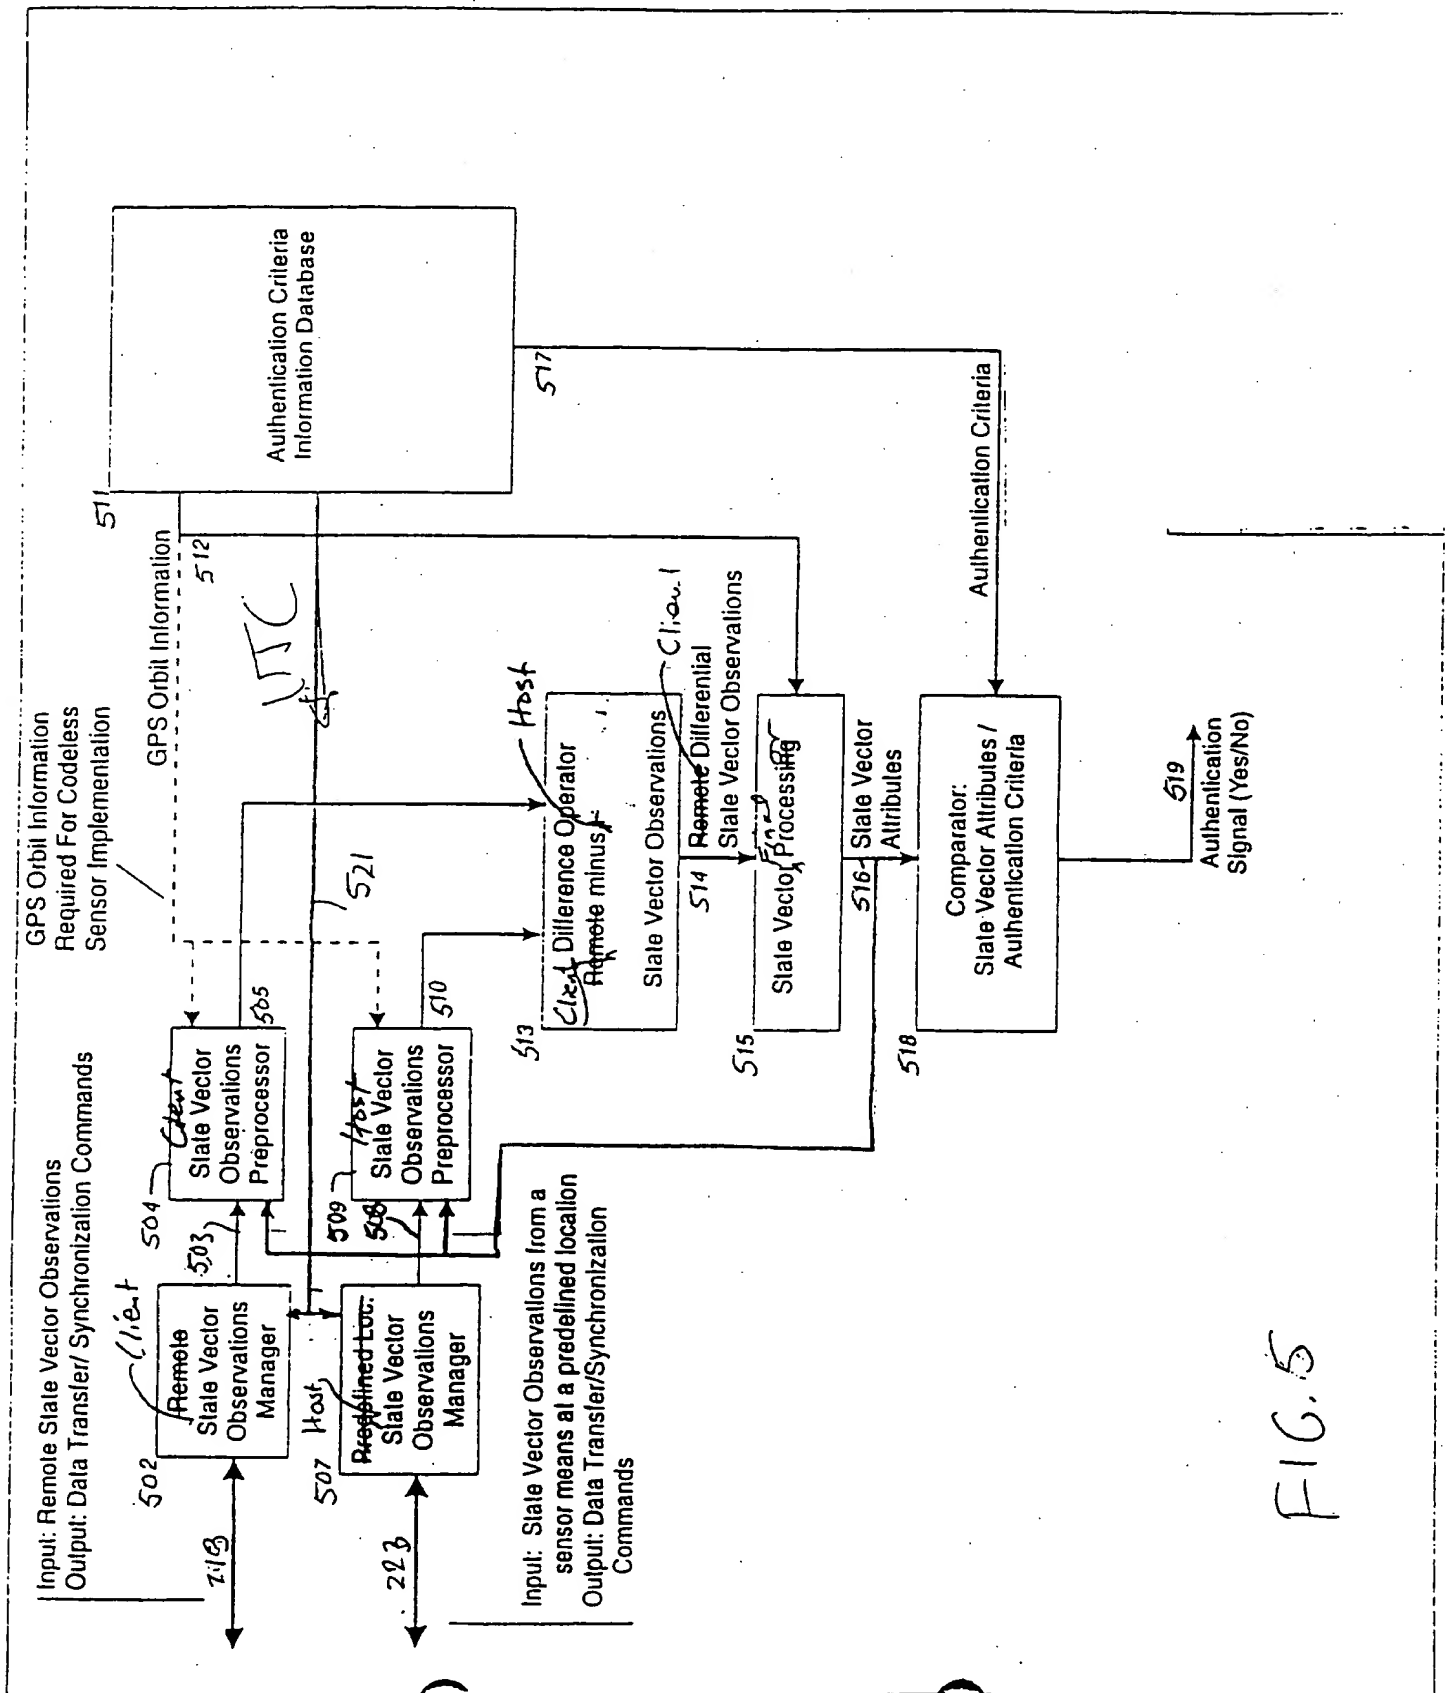 Input: Remote State Vector Observations
Output: Data Transfer/ Synchronization Commands
GPS Orbit Information
Required For Codeless
Sensor Implementation
218
502
Client
Remote
State Vector
Observations
Manager
503
504
Client
State Vector
Observations
Preprocessor
505
GPS Orbit Information
511
512
Authentication Criteria
Information Database
UTC
521
517
223
507
Host
Predefined Loc.
State Vector
Observations
Manager
508
509
Host
State Vector
Observations
Preprocessor
510
Input: State Vector Observations from a
sensor means at a predefined location
Output: Data Transfer/Synchronization
Commands
513
Host
Difference Operator
Client
Remote minus
State Vector Observations
514
Client
Remote Differential
State Vector Observations
515
State Vector Final Processing
or
516
State Vector
Attributes
518
Comparator:
State Vector Attributes /
Authentication Criteria
Authentication Criteria
519
Authentication
Signal (Yes/No)
FIG. 5